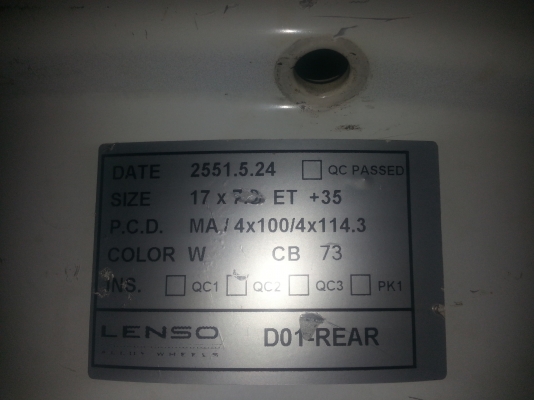 DATE 2551.5.24 QC PASSED
SIZE 17 x ET +35
P.C.D. MA / 4x100/4x114.3
COLOR W CB 73
INS. QC1 QC2 QC3 PK1
LENSO D01-REAR
WHEELS